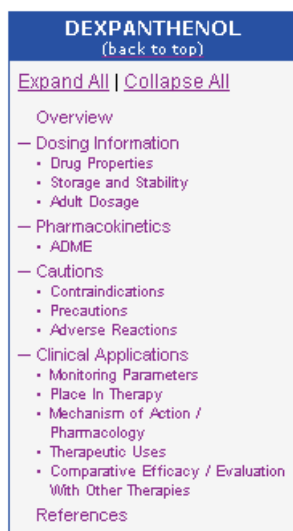 DEXPANTHENOL
(back to top)
Expand All | Collapse All
Overview
— Dosing Information
• Drug Properties
• Storage and Stability
• Adult Dosage
— Pharmacokinetics
• ADME
— Cautions
• Contraindications
• Precautions
• Adverse Reactions
— Clinical Applications
• Monitoring Parameters
• Place In Therapy
• Mechanism of Action /
Pharmacology
• Therapeutic Uses
• Comparative Efficacy / Evaluation
With Other Therapies
References